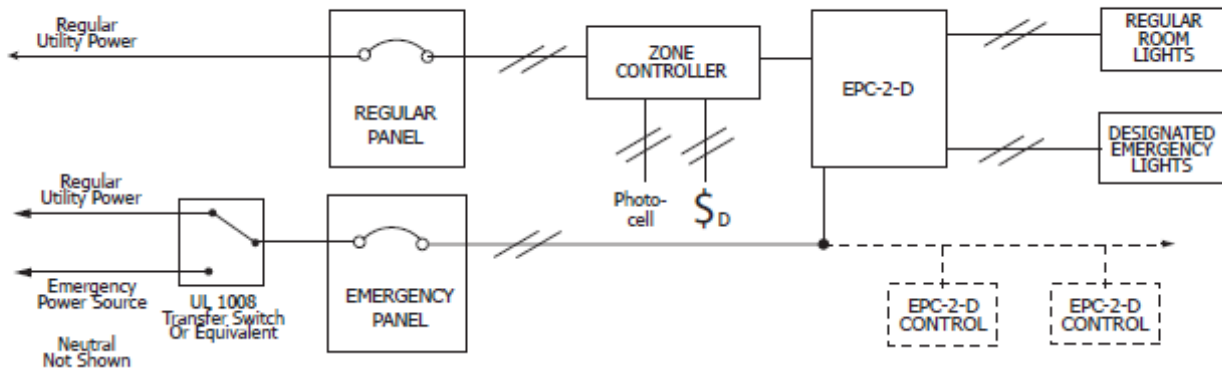 Regular
Utility Power
REGULAR
PANEL
ZONE
CONTROLLER
EPC-2-D
REGULAR
ROOM
LIGHTS
DESIGNATED
EMERGENCY
LIGHTS
Photo-
cell
$D
Regular
Utility Power
Emergency
Power Source
Neutral
Not Shown
UL 1008
Transfer Switch
Or Equivalent
EMERGENCY
PANEL
EPC-2-D
CONTROL
EPC-2-D
CONTROL